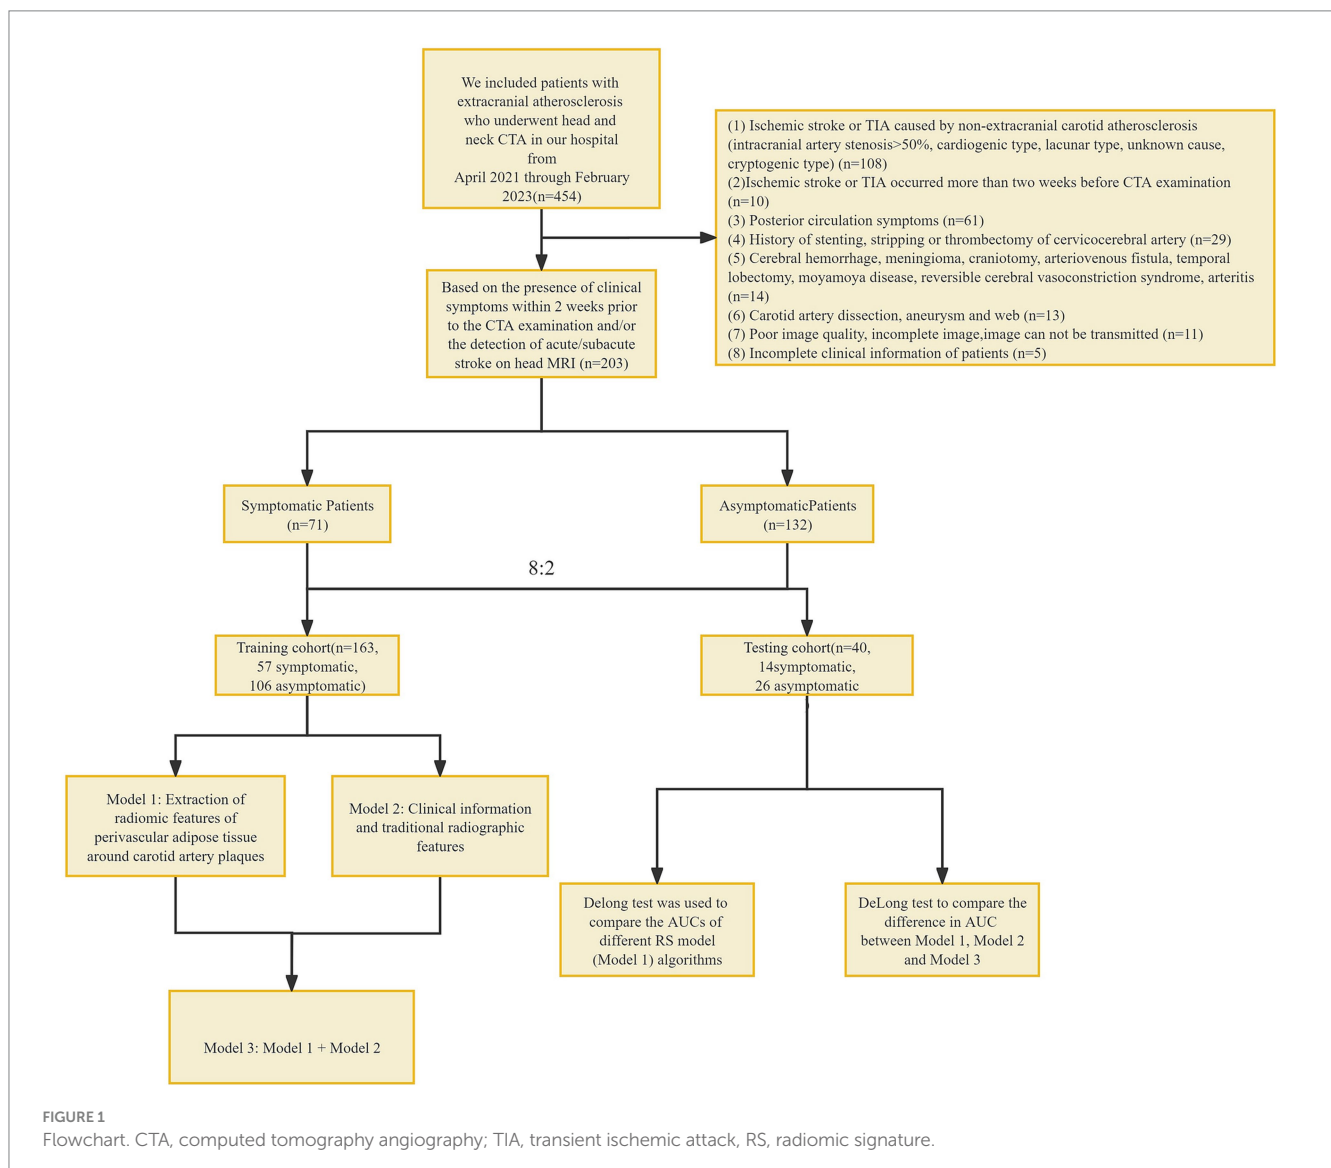 We included patients with
extracranial atherosclerosis
who underwent head and
neck CTA in our hospital
from
April 2021 through February
2023(n=454)
(1) Ischemic stroke or TIA caused by non-extracranial carotid atherosclerosis
(intracranial artery stenosis>50%, cardiogenic type, lacunar type, unknown cause,
cryptogenic type) (n=108)
(2)Ischemic stroke or TIA occurred more than two weeks before CTA examination
(n=10)
(3) Posterior circulation symptoms (n=61)
(4) History of stenting, stripping or thrombectomy of cervicocerebral artery (n=29)
(5) Cerebral hemorrhage, meningioma, craniotomy, arteriovenous fistula, temporal
lobectomy, moyamoya disease, reversible cerebral vasoconstriction syndrome, arteritis
(n=14)
(6) Carotid artery dissection, aneurysm and web (n=13)
(7) Poor image quality, incomplete image,image can not be transmitted (n=11)
(8) Incomplete clinical information of patients (n=5)
Based on the presence of clinical
symptoms within 2 weeks prior
to the CTA examination and/or
the detection of acute/subacute
stroke on head MRI (n=203)
Symptomatic Patients
(n=71)
AsymptomaticPatients
(n=132)
8:2
Training cohort(n=163,
57 symptomatic,
106 asymptomatic)
Testing cohort(n=40,
14symptomatic,
26 asymptomatic
Model 1: Extraction of
radiomic features of
perivascular adipose tissue
around carotid artery plaques
Model 2: Clinical information
and traditional radiographic
features
Delong test was used to
compare the AUCs of
different RS model
(Model 1) algorithms
DeLong test to compare the
difference in AUC
between Model 1, Model 2
and Model 3
Model 3: Model 1 + Model 2
FIGURE 1
Flowchart. CTA, computed tomography angiography; TIA, transient ischemic attack, RS, radiomic signature.